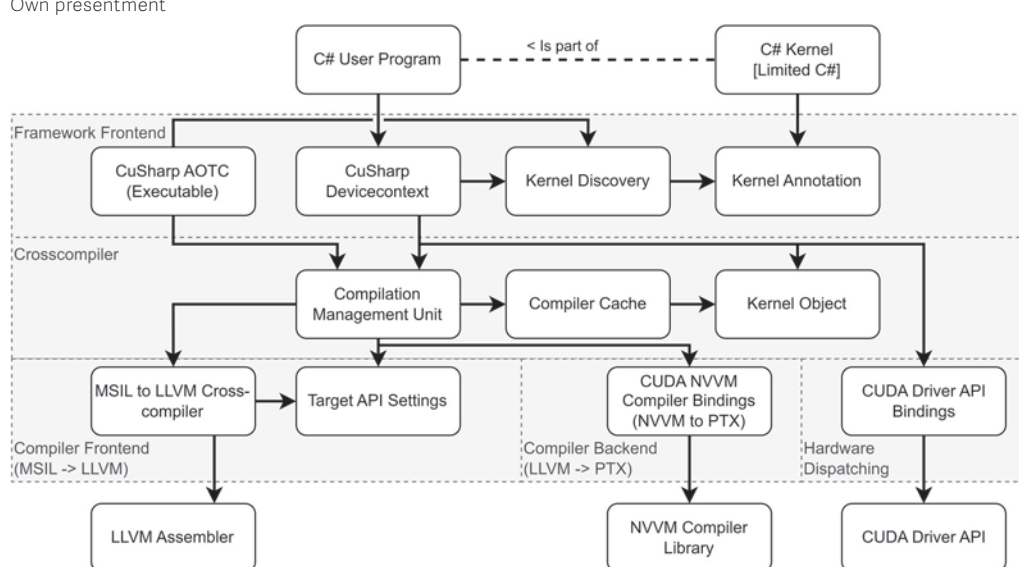 Own presentment
C# User Program
< Is part of
C# Kernel
[Limited C#]
Framework Frontend
CuSharp AOTC
(Executable)
CuSharp
Devicecontext
Kernel Discovery
Kernel Annotation
Crosscompiler
Compilation
Management Unit
Compiler Cache
Kernel Object
MSIL to LLVM Cross-
compiler
Target API Settings
CUDA NVVM
Compiler Bindings
(NVVM to PTX)
CUDA Driver API
Bindings
Compiler Frontend
(MSIL -> LLVM)
Compiler Backend
(LLVM -> PTX)
Hardware
Dispatching
LLVM Assembler
NVVM Compiler
Library
CUDA Driver API